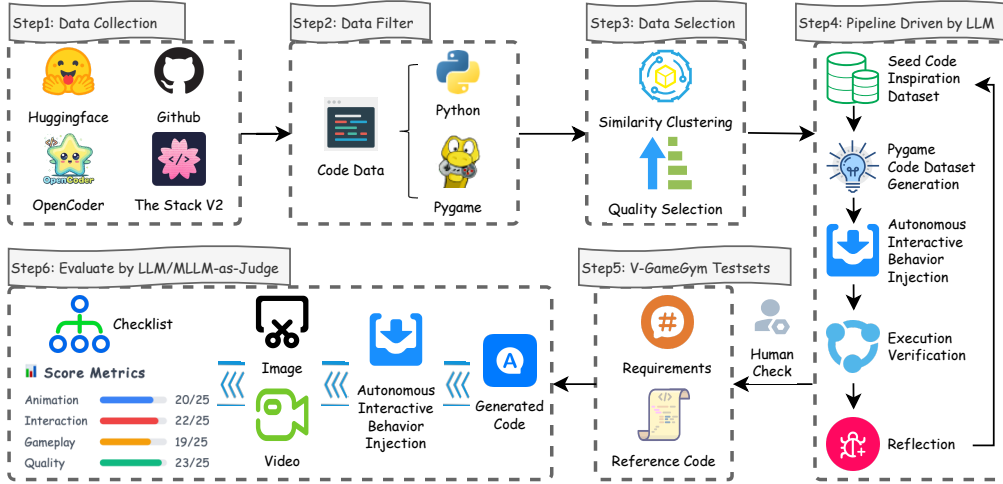 Step1: Data Collection
Huggingface
Github
OpenCoder
OpenCoder
The Stack V2
Step2: Data Filter
Code Data
Python
Pygame
Step3: Data Selection
Similarity Clustering
Quality Selection
Step4: Pipeline Driven by LLM
Seed Code
Inspiration
Dataset
Pygame
Code Dataset
Generation
Autonomous
Interactive
Behavior
Injection
Execution
Verification
Reflection
Human
Check
Step5: V-GameGym Testsets
#
Requirements
</>
Reference Code
Step6: Evaluate by LLM/MLLM-as-Judge
Checklist
Score Metrics
Animation 20/25
Interaction 22/25
Gameplay 19/25
Quality 23/25
Image
Video
Autonomous
Interactive
Behavior
Injection
A
Generated
Code